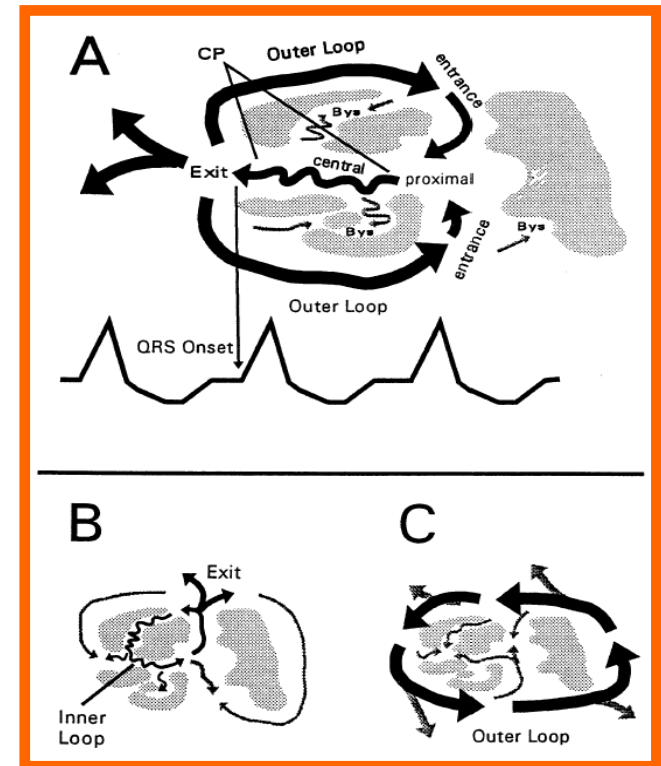 A
CP
Outer Loop
entrance
Bys
Exit
central
proximal
Bys
Bys
entrance
Outer Loop
QRS Onset
B
C
Exit
Inner
Loop
Outer Loop